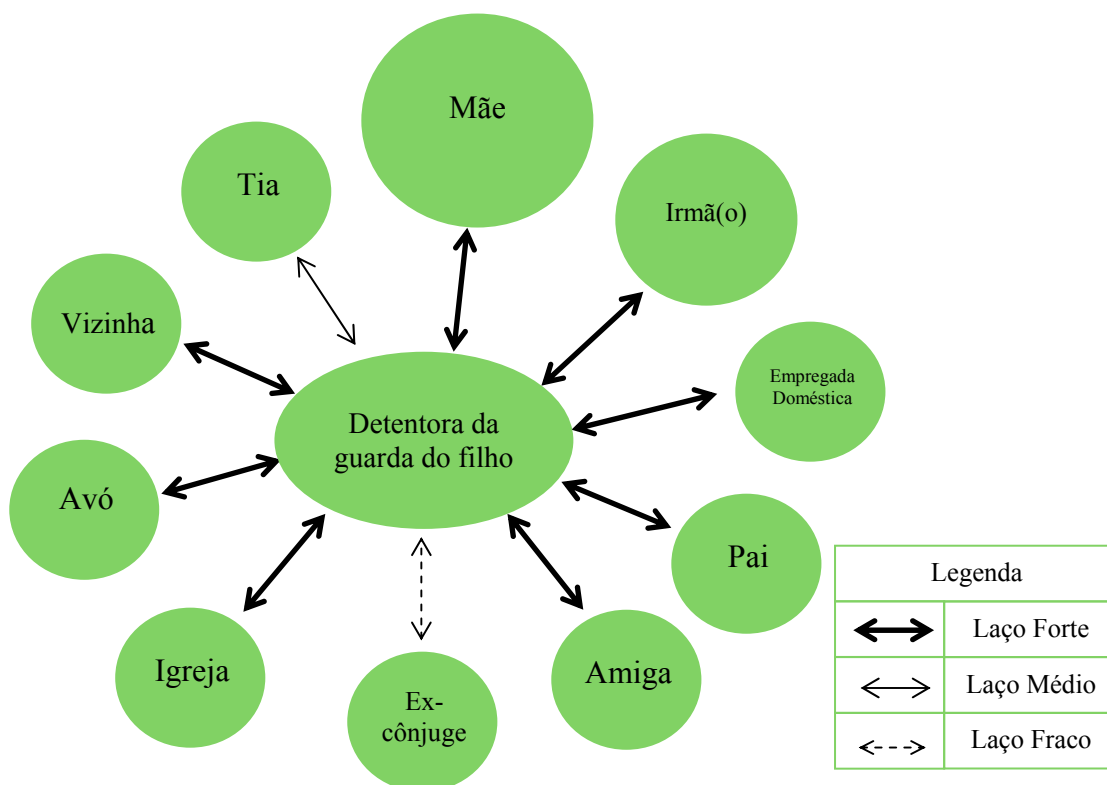 Mãe
Tia
Irmã(o)
Vizinha
Empregada
Doméstica
Detentora da
guarda do filho
Avó
Pai
Igreja
Ex-
cônjuge
Amiga
Legenda
Laço Forte
Laço Médio
Laço Fraco